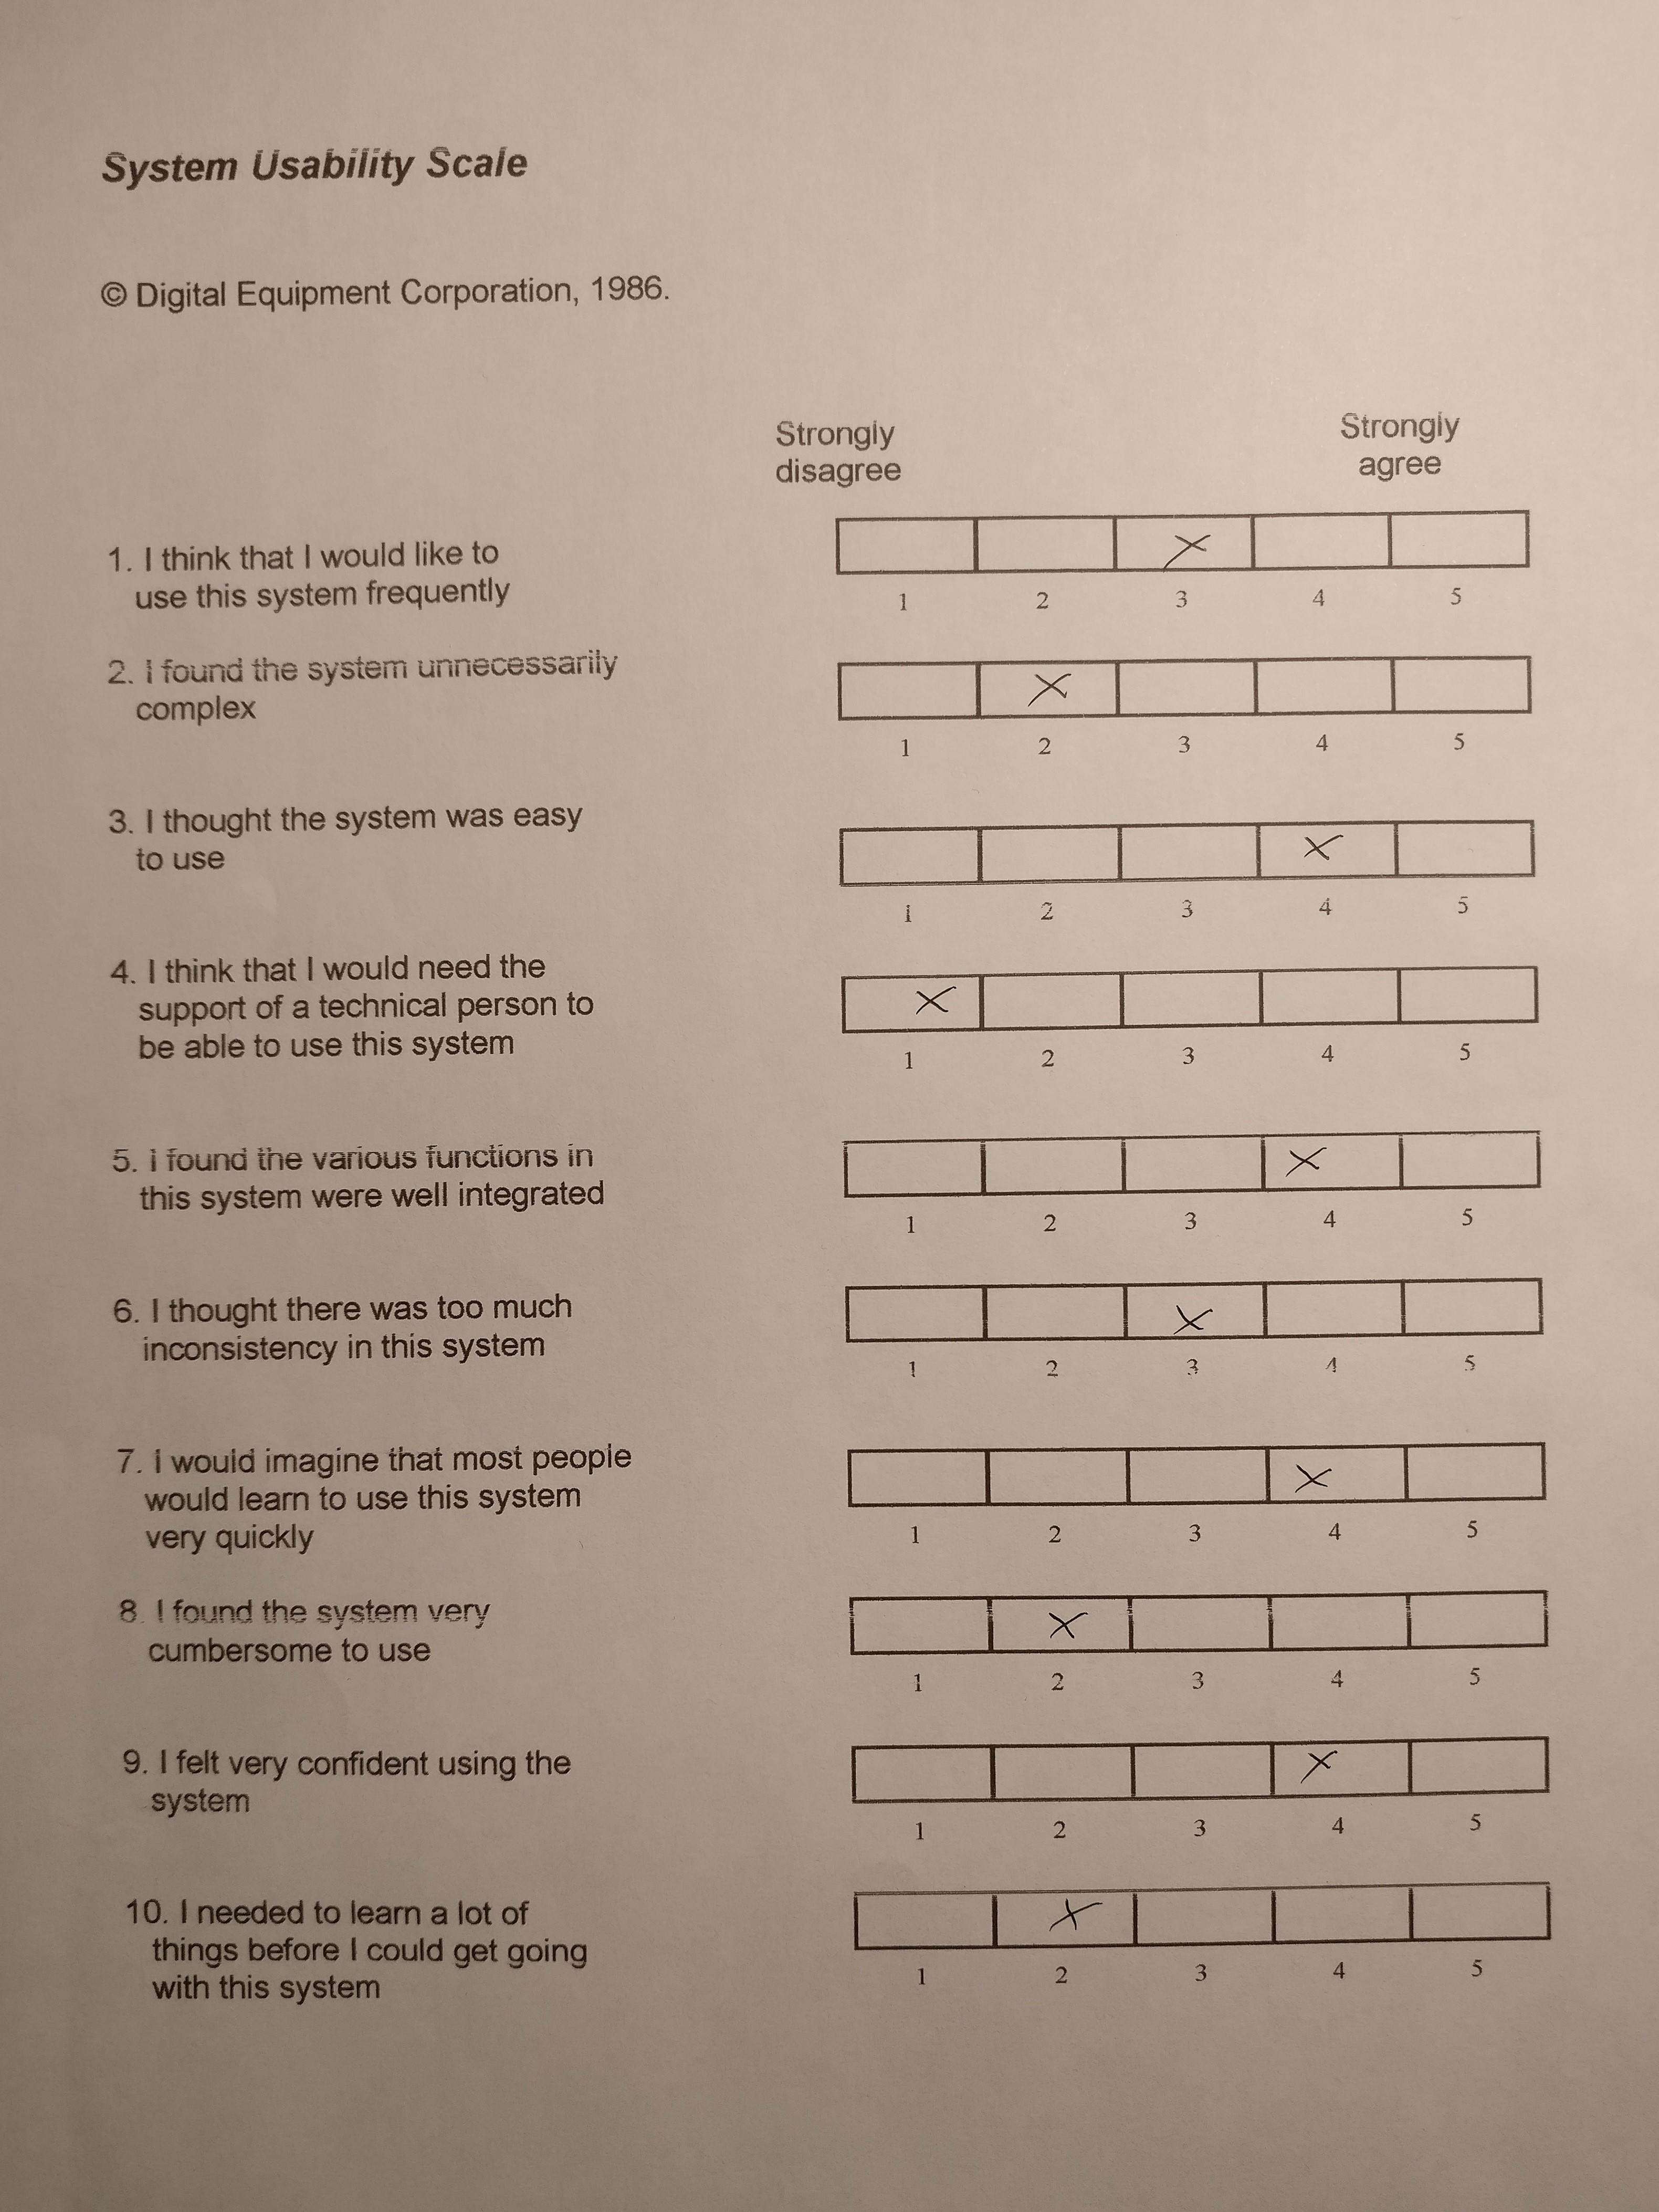 System Usability Scale
© Digital Equipment Corporation, 1986.
Strongly disagree
Strongly agree
1. I think that I would like to
use this system frequently
X
1 2 3 4 5
2. I found the system unnecessarily
complex
X
1 2 3 4 5
3. I thought the system was easy
to use
X
1 2 3 4 5
4. I think that I would need the
support of a technical person to
be able to use this system
X
1 2 3 4 5
5. I found the various functions in
this system were well integrated
X
1 2 3 4 5
6. I thought there was too much
inconsistency in this system
X
1 2 3 4 5
7. I would imagine that most people
would learn to use this system
very quickly
X
1 2 3 4 5
8. I found the system very
cumbersome to use
X
1 2 3 4 5
9. I felt very confident using the
system
X
1 2 3 4 5
10. I needed to learn a lot of
things before I could get going
with this system
X
1 2 3 4 5